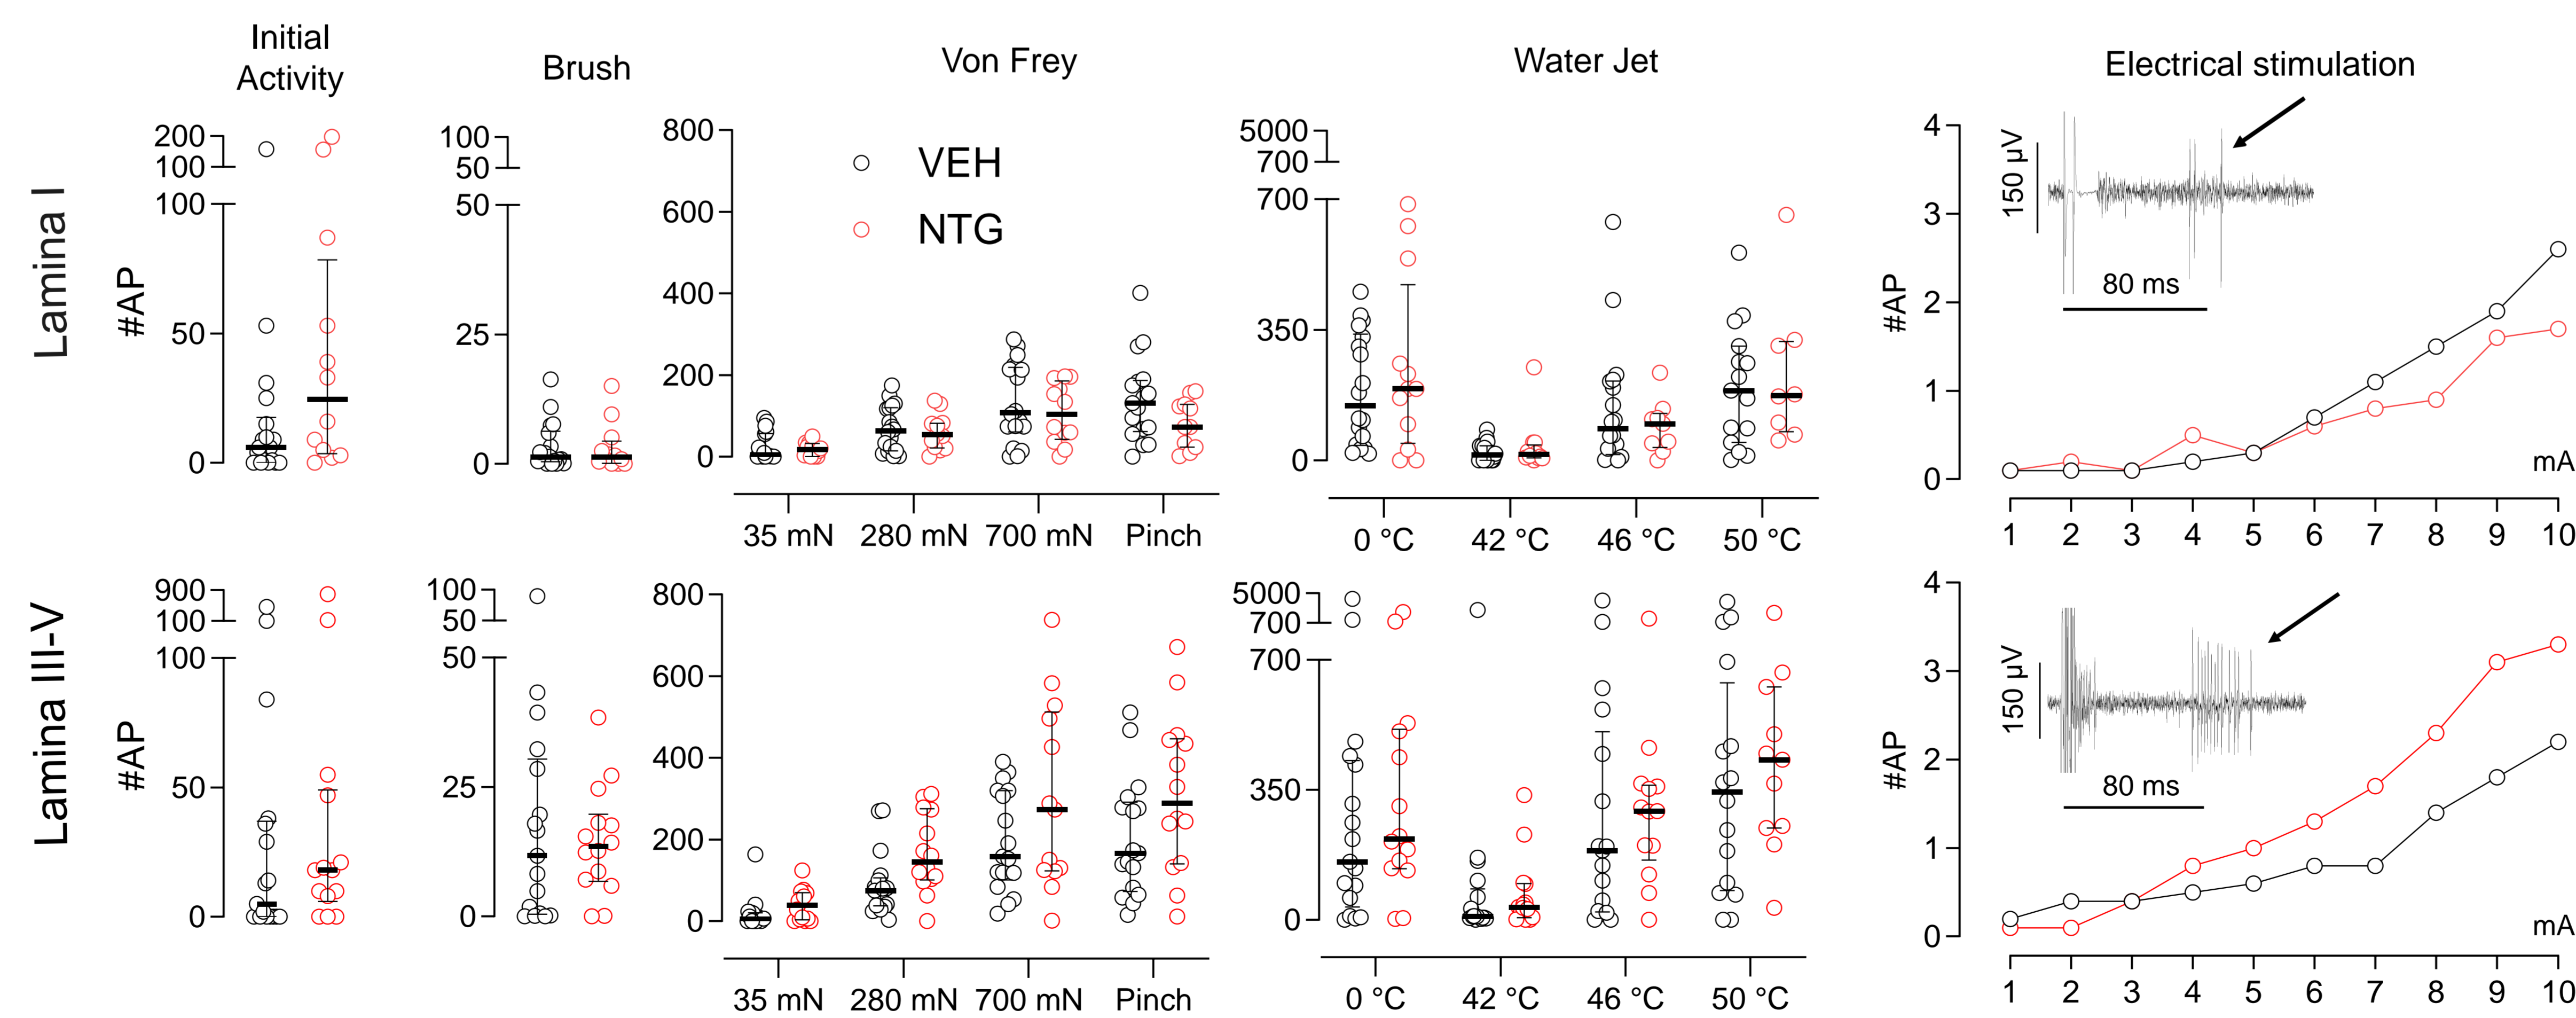 Initial
Activity
Brush
Von Frey
Water Jet
Electrical stimulation
Lamina I
#AP
200
100
100
50
0
100
50
50
25
0
800
600
400
200
0
VEH
NTG
35 mN
280 mN
700 mN
Pinch
5000
700
700
350
0
0 °C
42 °C
46 °C
50 °C
#AP
4
3
2
1
0
150 µV
80 ms
mA
1 2 3 4 5 6 7 8 9 10
Lamina III-V
#AP
900
100
100
50
0
100
50
50
25
0
800
600
400
200
0
35 mN
280 mN
700 mN
Pinch
5000
700
700
350
0
0 °C
42 °C
46 °C
50 °C
#AP
4
3
2
1
0
150 µV
80 ms
mA
1 2 3 4 5 6 7 8 9 10